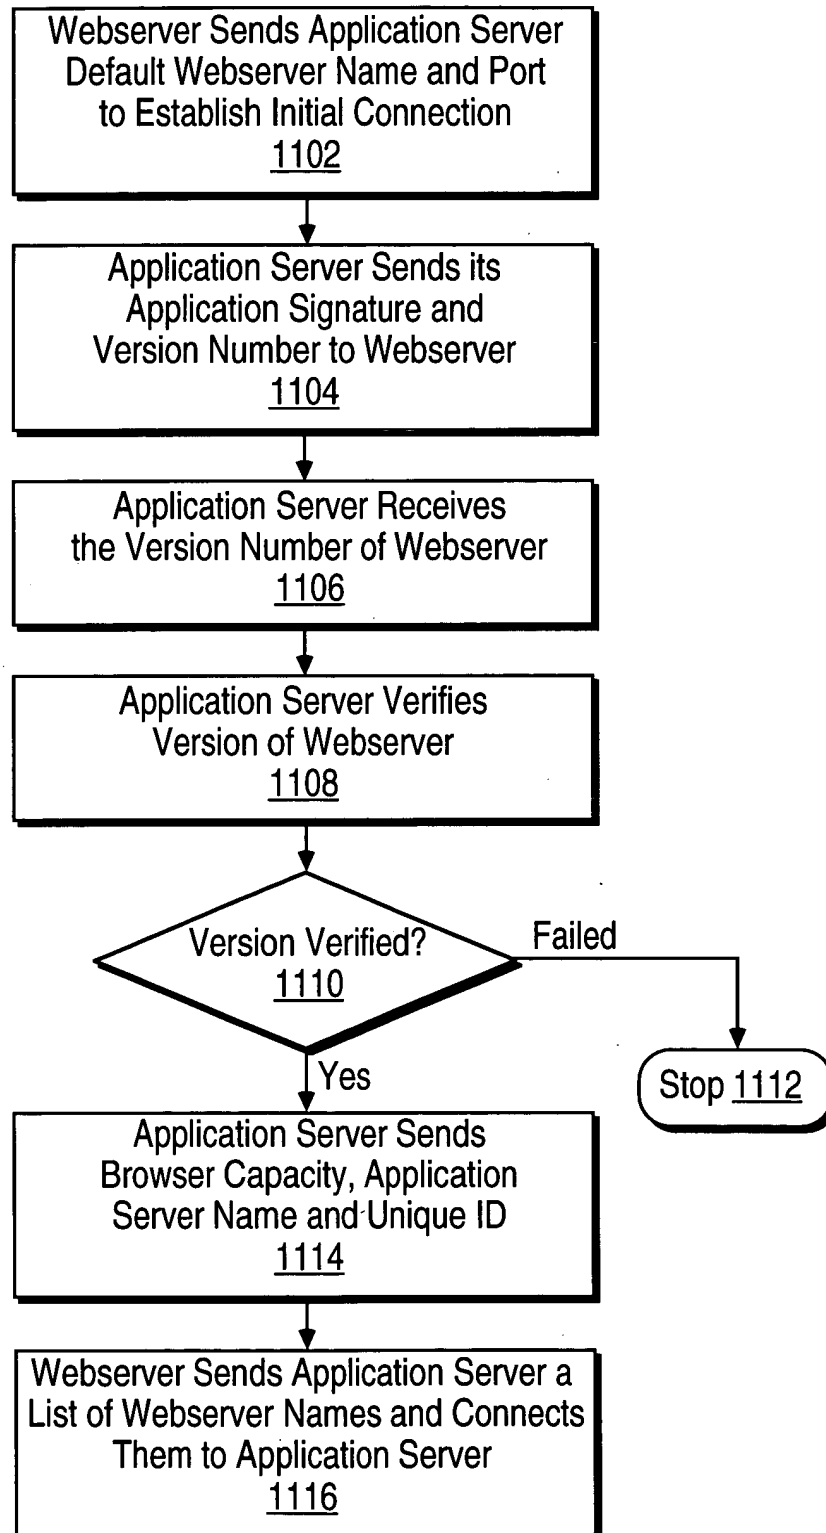 Webserver Sends Application Server
Default Webserver Name and Port
to Establish Initial Connection
1102
Application Server Sends its
Application Signature and
Version Number to Webserver
1104
Application Server Receives
the Version Number of Webserver
1106
Application Server Verifies
Version of Webserver
1108
Version Verified?
1110
Failed
Stop 1112
Yes
Application Server Sends
Browser Capacity, Application
Server Name and Unique ID
1114
Webserver Sends Application Server a
List of Webserver Names and Connects
Them to Application Server
1116